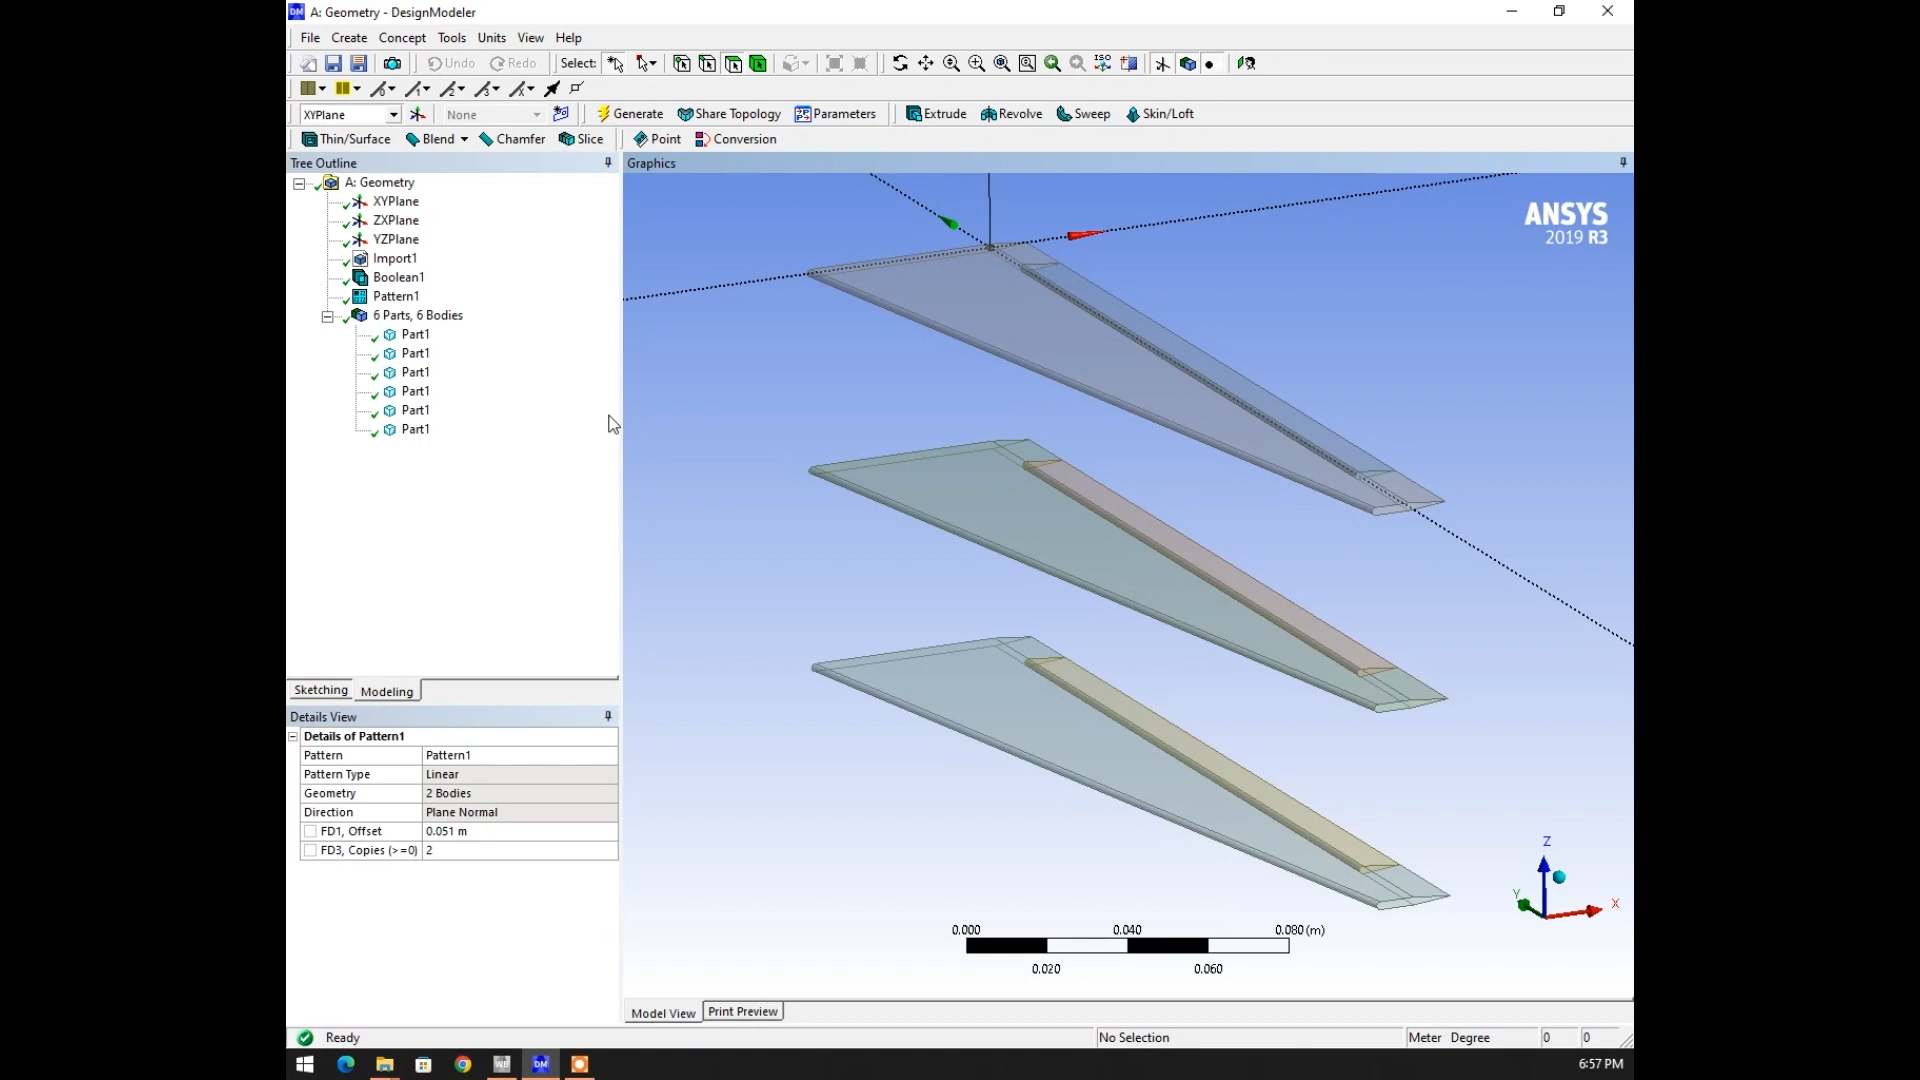 DM A: Geometry - DesignModeler
File Create Concept Tools Units View Help
Undo Redo Select: ISO
XYPlane None Generate Share Topology Parameters Extrude Revolve Sweep Skin/Loft
Thin/Surface Blend Chamfer Slice Point Conversion
Tree Outline
A: Geometry
XYPlane
ZXPlane
YZPlane
Import1
Boolean1
Pattern1
6 Parts, 6 Bodies
Part1
Part1
Part1
Part1
Part1
Part1
Sketching Modeling
Details View
Details of Pattern1
Pattern Pattern1
Pattern Type Linear
Geometry 2 Bodies
Direction Plane Normal
FD1, Offset 0.051 m
FD3, Copies (>=0) 2
Graphics
ANSYS
2019 R3
Z
Y
X
0.000 0.040 0.080 (m)
0.020 0.060
Model View Print Preview
Ready No Selection Meter Degree 0 0
DM 6:57 PM